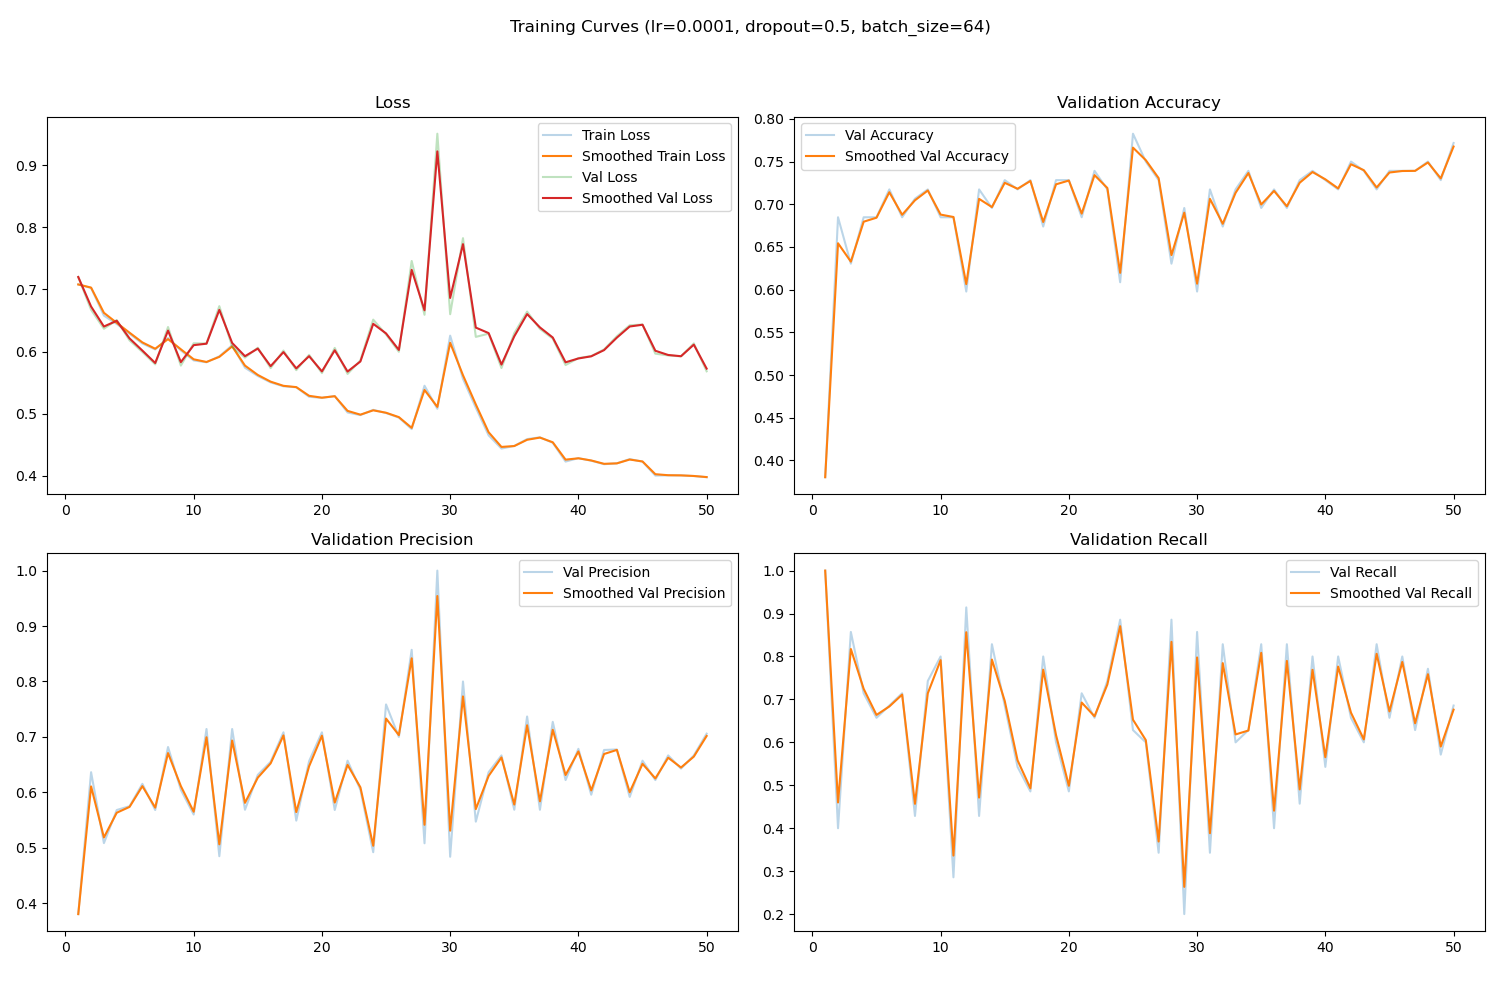 Training Curves (lr=0.0001, dropout=0.5, batch_size=64)
Loss
Train Loss
Smoothed Train Loss
Val Loss
Smoothed Val Loss
0.9
0.8
0.7
0.6
0.5
0.4
0 10 20 30 40 50
Validation Accuracy
Val Accuracy
Smoothed Val Accuracy
0.80
0.75
0.70
0.65
0.60
0.55
0.50
0.45
0.40
0 10 20 30 40 50
Validation Precision
Val Precision
Smoothed Val Precision
1.0
0.9
0.8
0.7
0.6
0.5
0.4
0 10 20 30 40 50
Validation Recall
Val Recall
Smoothed Val Recall
1.0
0.9
0.8
0.7
0.6
0.5
0.4
0.3
0.2
0 10 20 30 40 50